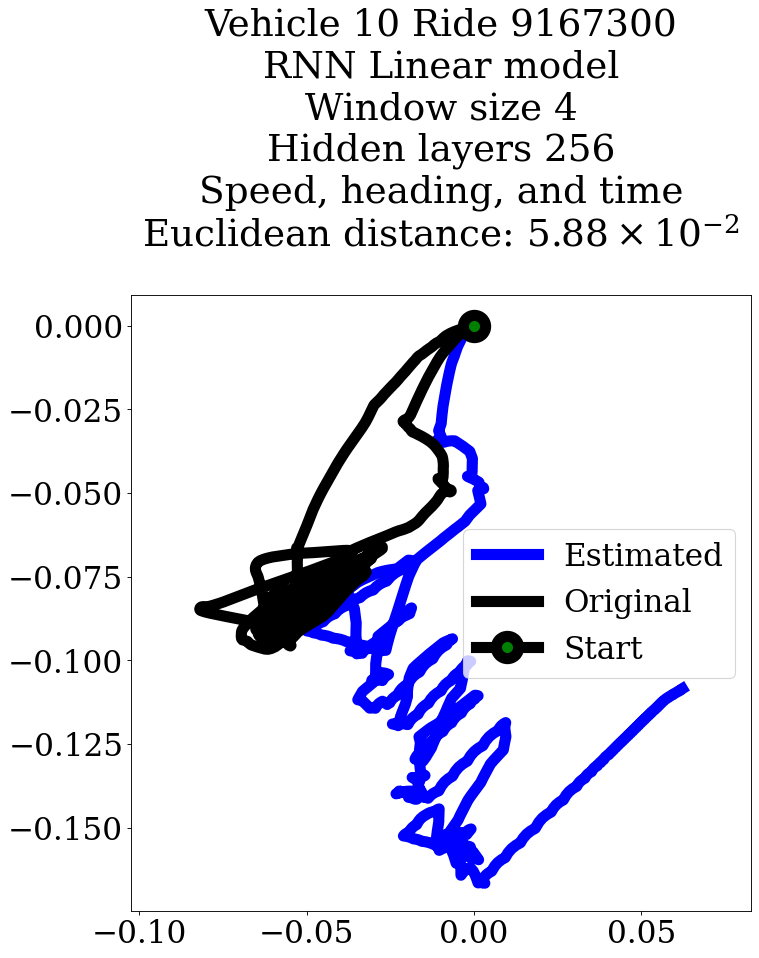 Vehicle 10 Ride 9167300
RNN Linear model
Window size 4
Hidden layers 256
Speed, heading, and time
Euclidean distance: 5.88 × 10⁻²
0.000
−0.025
−0.050
−0.075
−0.100
−0.125
−0.150
Estimated
Original
Start
−0.10
−0.05
0.00
0.05